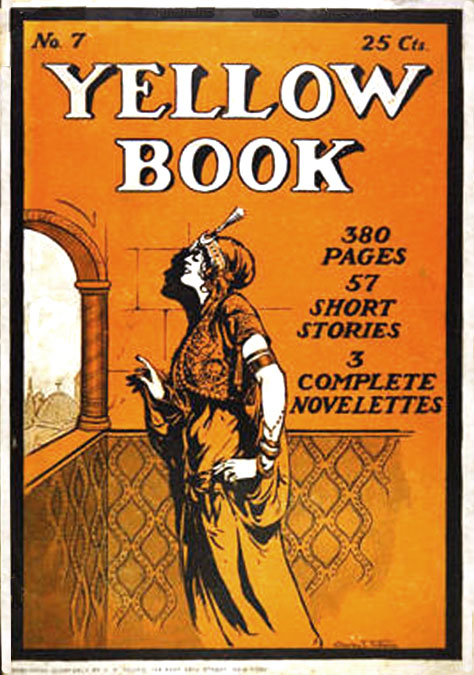 No. 7
25 Cts.
YELLOW
BOOK
380
PAGES
57
SHORT
STORIES
3
COMPLETE
NOVELETTES